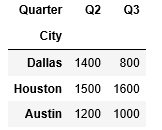 Quarter Q2 Q3
City
Dallas 1400 800
Houston 1500 1600
Austin 1200 1000